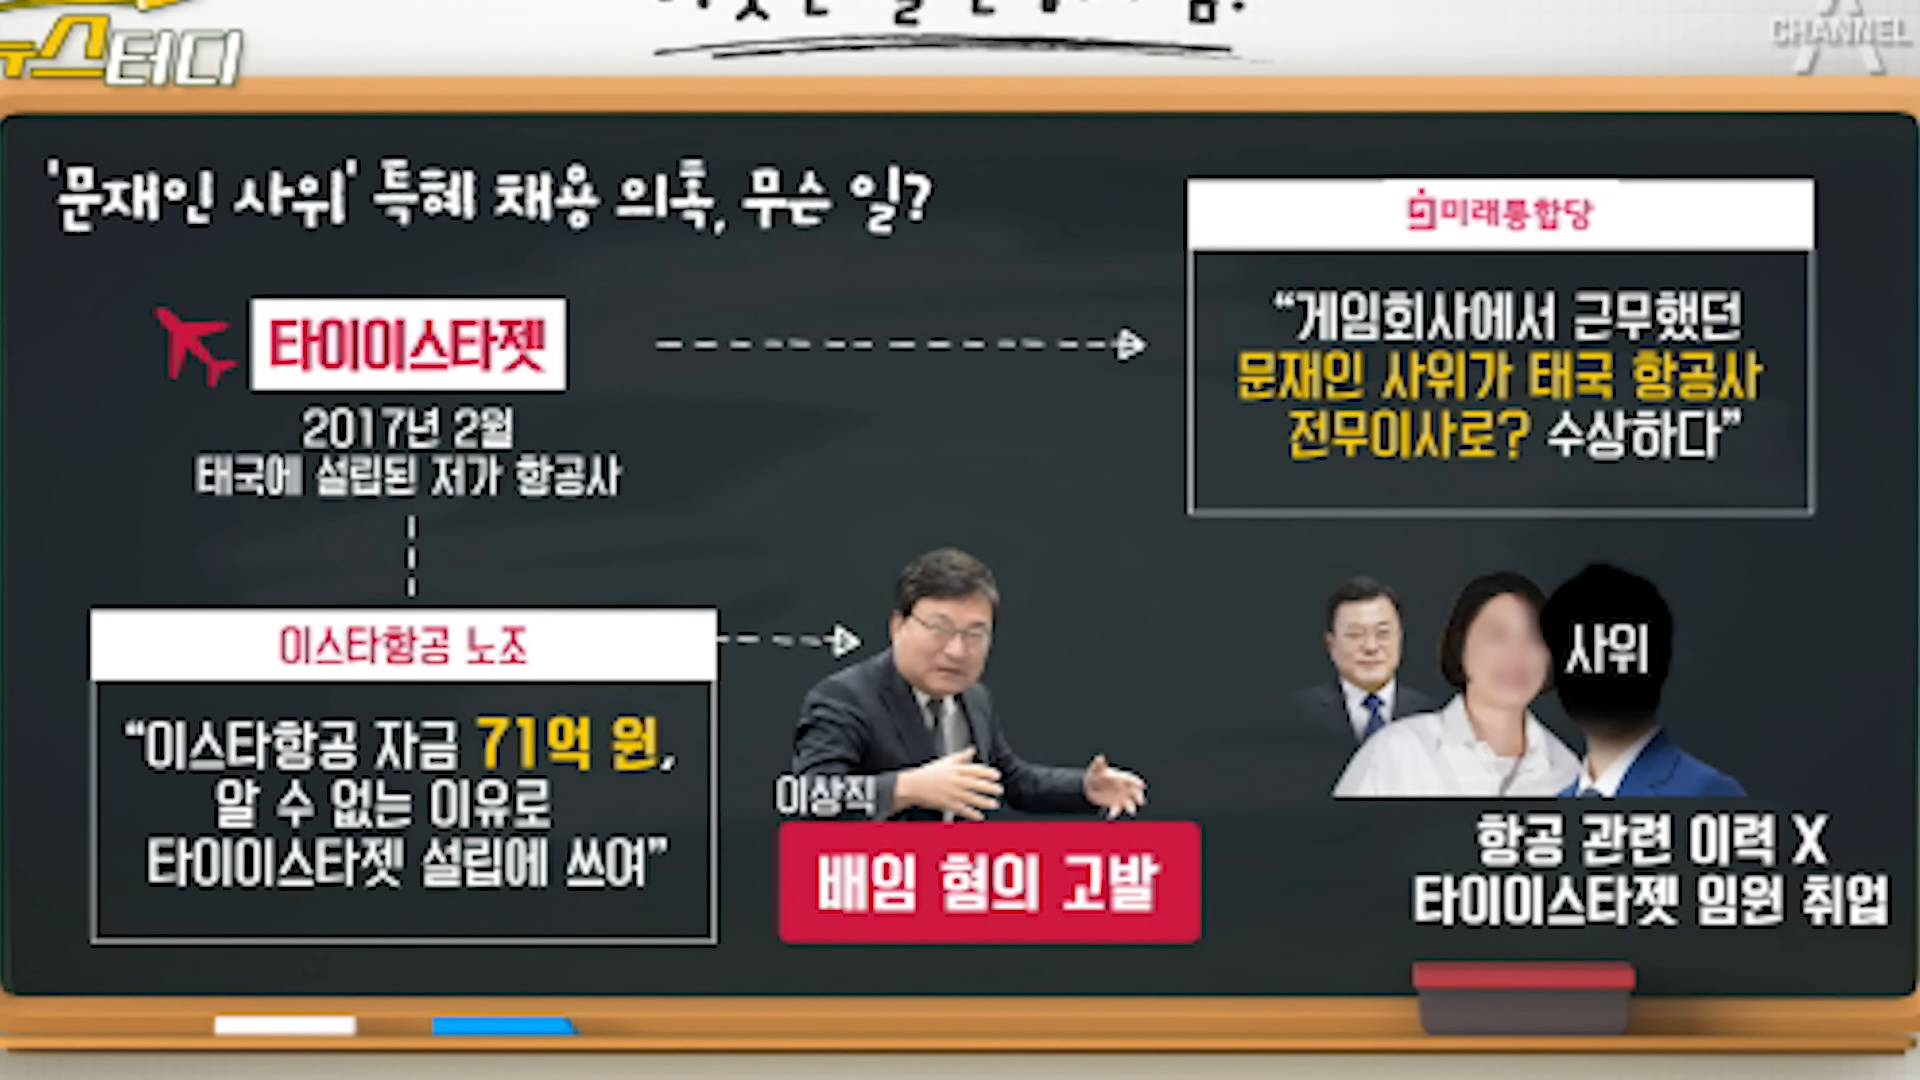 스터디
CHANNEL
'문재인 사위' 특혜 채용 의혹, 무슨 일?
타이이스타젯
2017년 2월
태국에 설립된 저가 항공사
미래통합당
“게임회사에서 근무했던
문재인 사위가 태국 항공사
전무이사로? 수상하다”
이스타항공 노조
“이스타항공 자금 71억 원,
알 수 없는 이유로
타이이스타젯 설립에 쓰여”
이상직
배임 혐의 고발
사위
항공 관련 이력 X
타이이스타젯 임원 취업